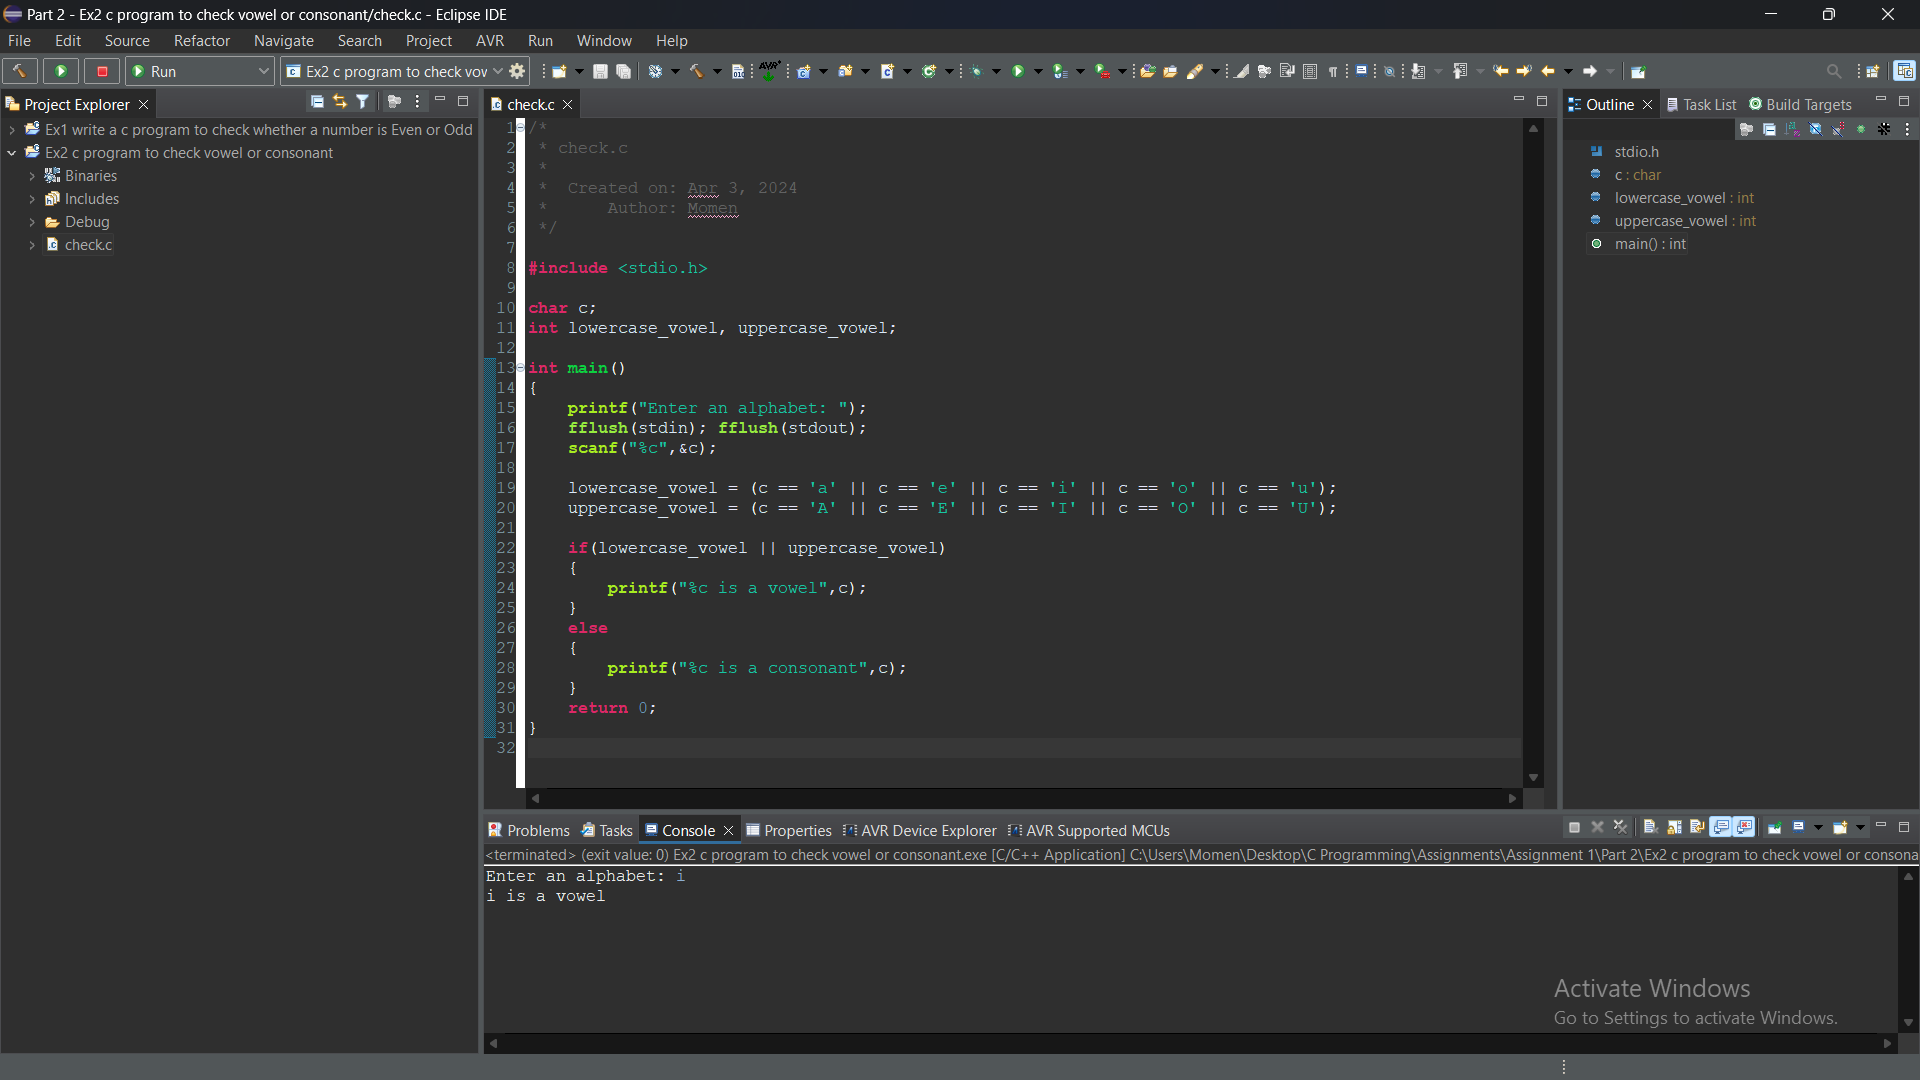 Part 2 - Ex2 c program to check vowel or consonant/check.c - Eclipse IDE
File Edit Source Refactor Navigate Search Project AVR Run Window Help
Run
Ex2 c program to check vov
Project Explorer
Ex1 write a c program to check whether a number is Even or Odd
Ex2 c program to check vowel or consonant
Binaries
Includes
Debug
check.c
check.c
1 /*
2 * check.c
3 *
4 * Created on: Apr 3, 2024
5 * Author: Momen
6 */
7
8 #include <stdio.h>
9
10 char c;
11 int lowercase_vowel, uppercase_vowel;
12
13 int main()
14 {
15 printf("Enter an alphabet: ");
16 fflush(stdin); fflush(stdout);
17 scanf("%c",&c);
18
19 lowercase_vowel = (c == 'a' || c == 'e' || c == 'i' || c == 'o' || c == 'u');
20 uppercase_vowel = (c == 'A' || c == 'E' || c == 'I' || c == 'O' || c == 'U');
21
22 if(lowercase_vowel || uppercase_vowel)
23 {
24 printf("%c is a vowel",c);
25 }
26 else
27 {
28 printf("%c is a consonant",c);
29 }
30 return 0;
31 }
32
Outline Task List Build Targets
stdio.h
c : char
lowercase_vowel : int
uppercase_vowel : int
main() : int
Problems Tasks Console Properties AVR Device Explorer AVR Supported MCUs
<terminated> (exit value: 0) Ex2 c program to check vowel or consonant.exe [C/C++ Application] C:\Users\Momen\Desktop\C Programming\Assignments\Assignment 1\Part 2\Ex2 c program to check vowel or consona
Enter an alphabet: i
i is a vowel
Activate Windows
Go to Settings to activate Windows.